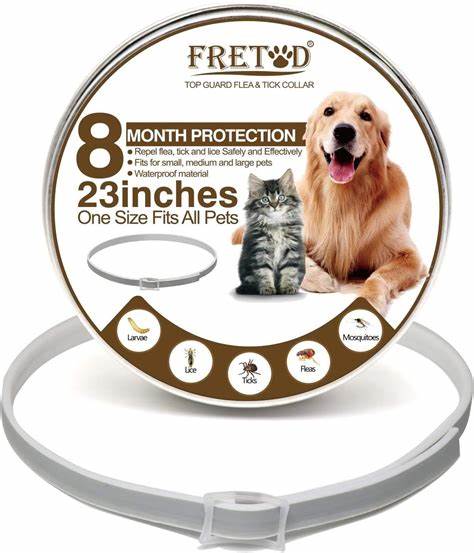 FRETOD®
TOP GUARD FLEA & TICK COLLAR
8 MONTH PROTECTION
• Repel flea, tick and lice Safely and Effectively
• Fits for small, medium and large pets
• Waterproof material
23inches
One Size Fits All Pets
Larvae
Lice
Ticks
Fleas
Mosquitoes